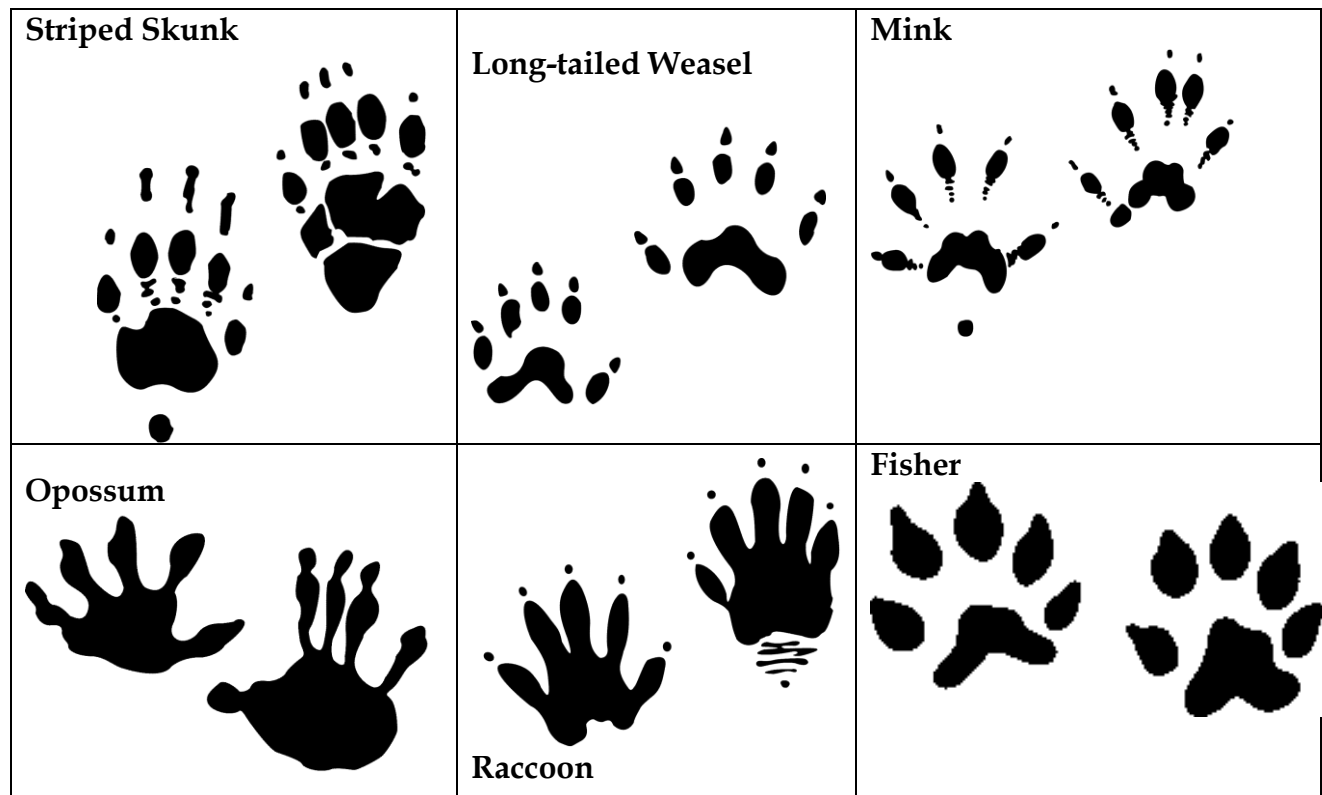 Striped Skunk
Long-tailed Weasel
Mink
Opossum
Raccoon
Fisher